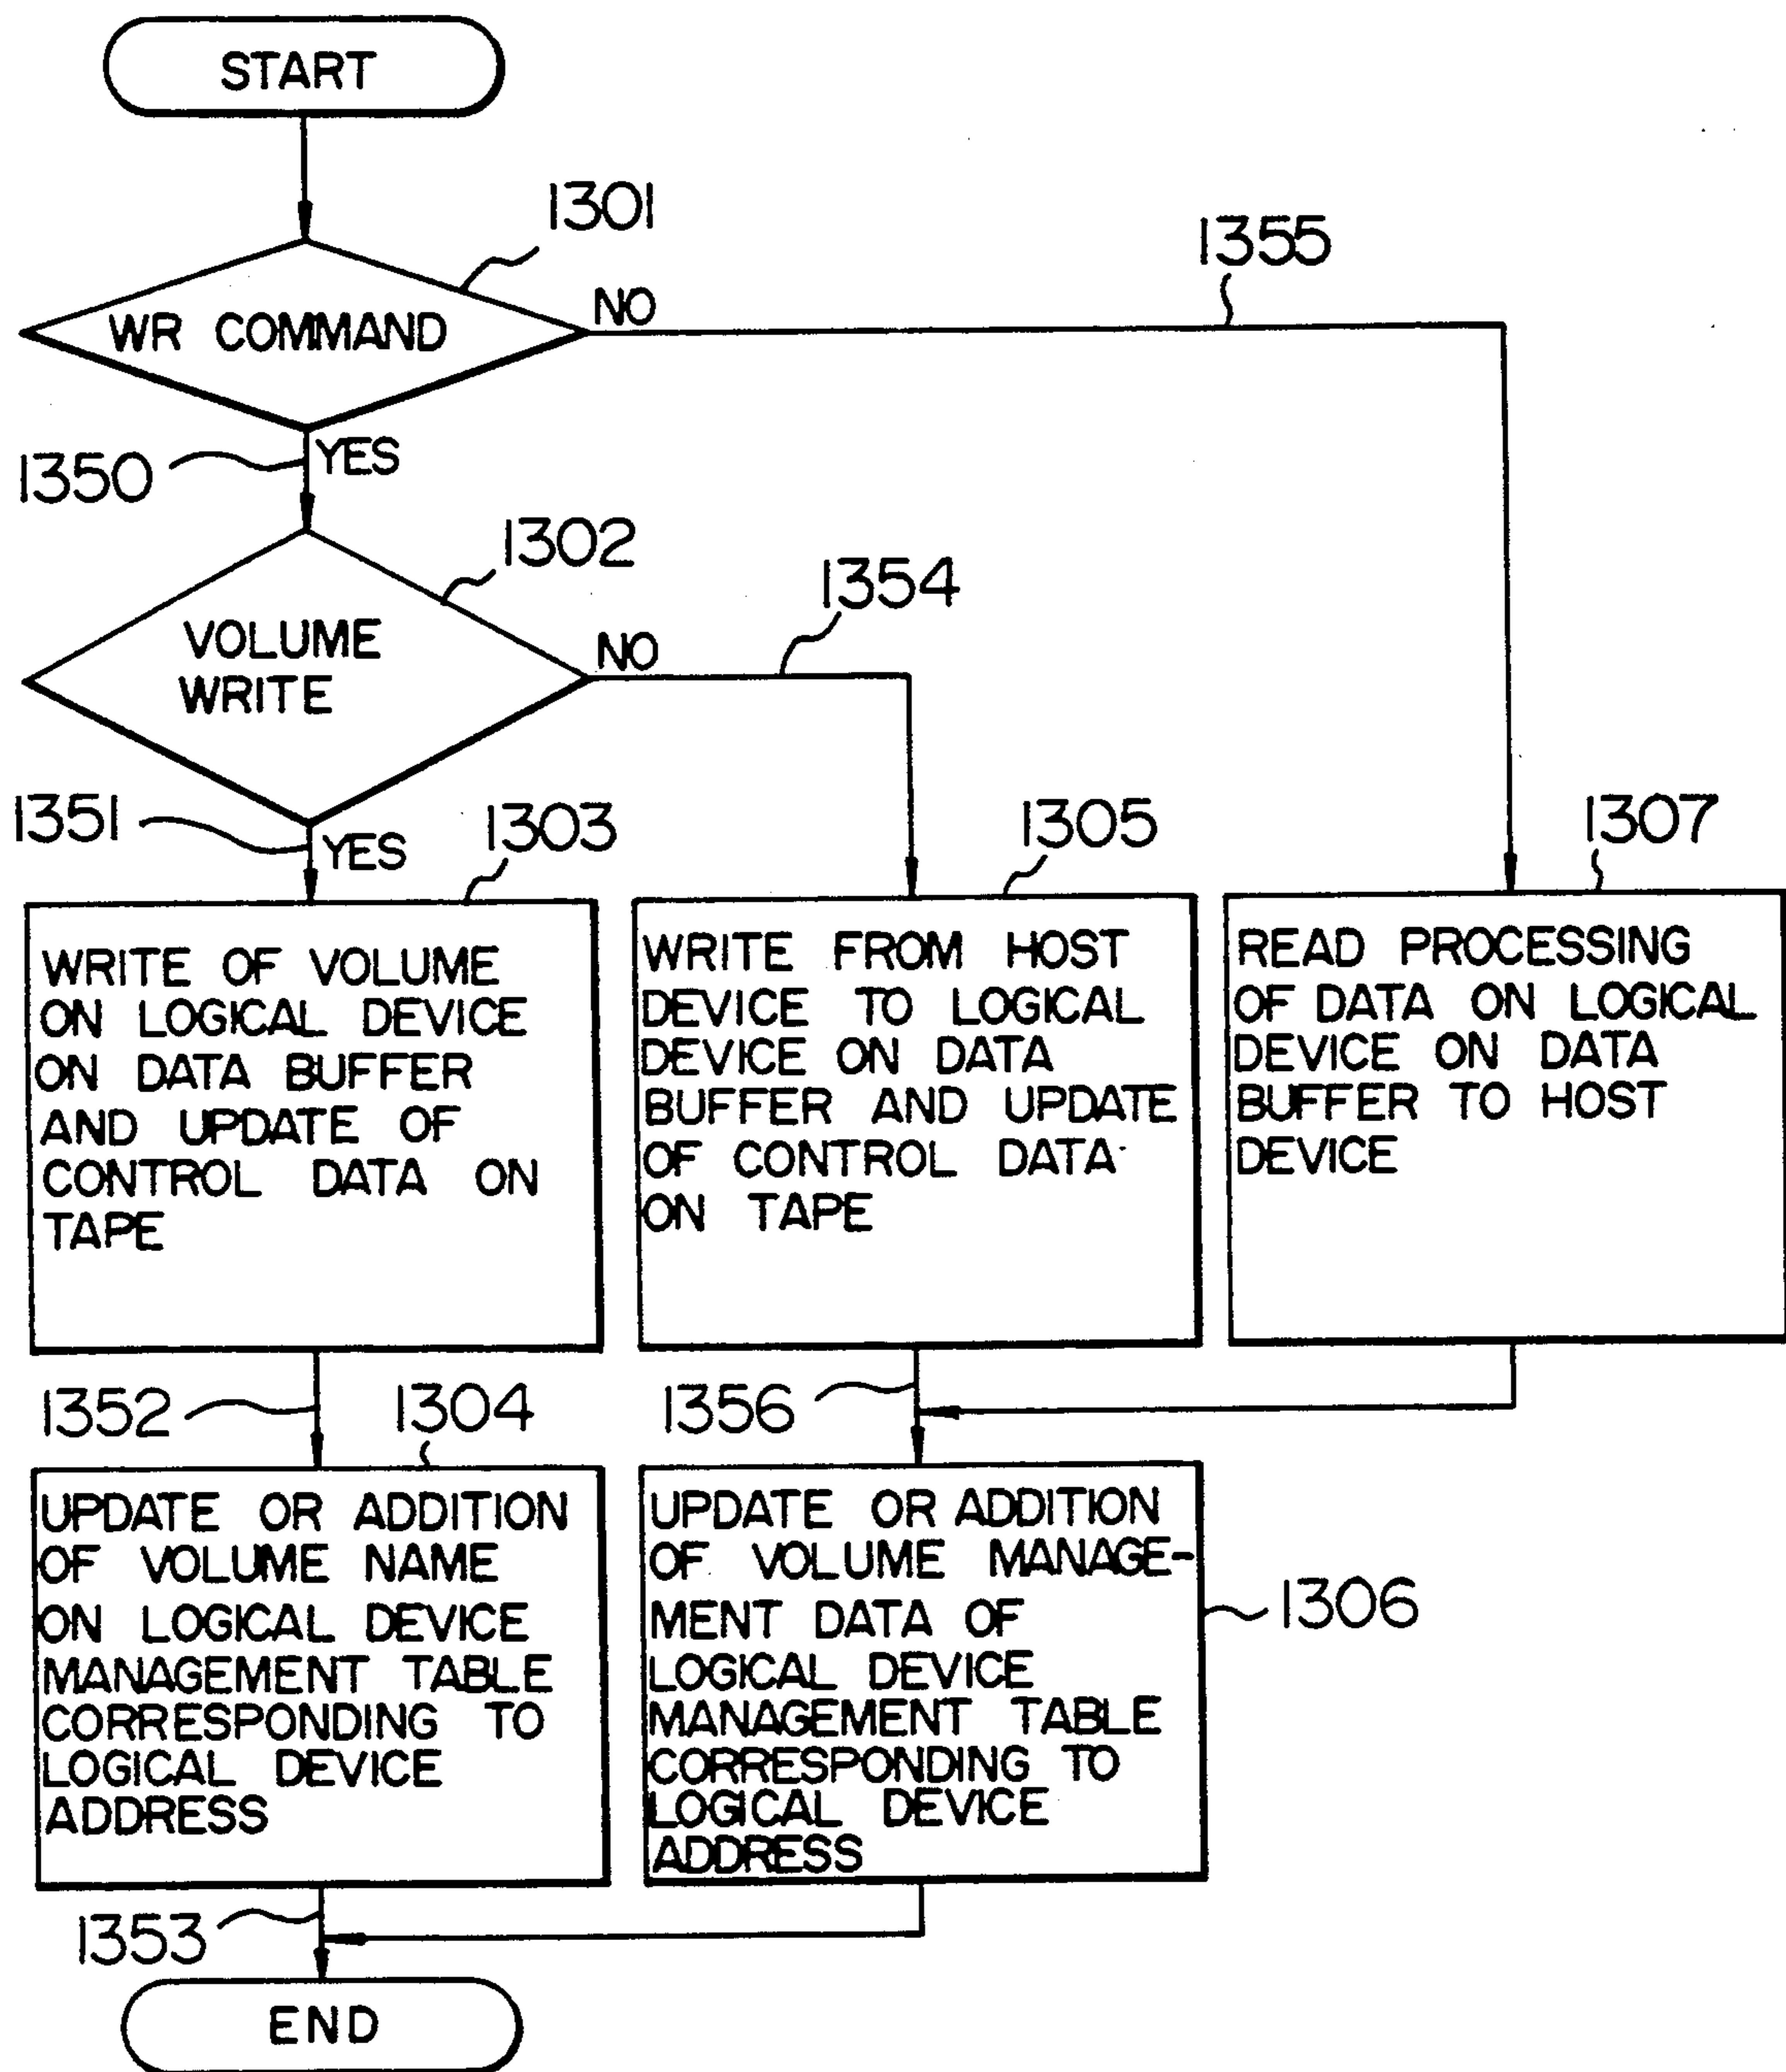 START
1301
1355
WR COMMAND
NO
1350
YES
1302
1354
VOLUME
WRITE
NO
1351
YES
1303
1305
1307
WRITE OF VOLUME
ON LOGICAL DEVICE
ON DATA BUFFER
AND UPDATE OF
CONTROL DATA ON
TAPE
WRITE FROM HOST
DEVICE TO LOGICAL
DEVICE ON DATA
BUFFER AND UPDATE
OF CONTROL DATA
ON TAPE
READ PROCESSING
OF DATA ON LOGICAL
DEVICE ON DATA
BUFFER TO HOST
DEVICE
1352
1304
1356
UPDATE OR ADDITION
OF VOLUME NAME
ON LOGICAL DEVICE
MANAGEMENT TABLE
CORRESPONDING TO
LOGICAL DEVICE
ADDRESS
UPDATE OR ADDITION
OF VOLUME MANAGE-
MENT DATA OF
LOGICAL DEVICE
MANAGEMENT TABLE
CORRESPONDING TO
LOGICAL DEVICE
ADDRESS
1306
1353
END